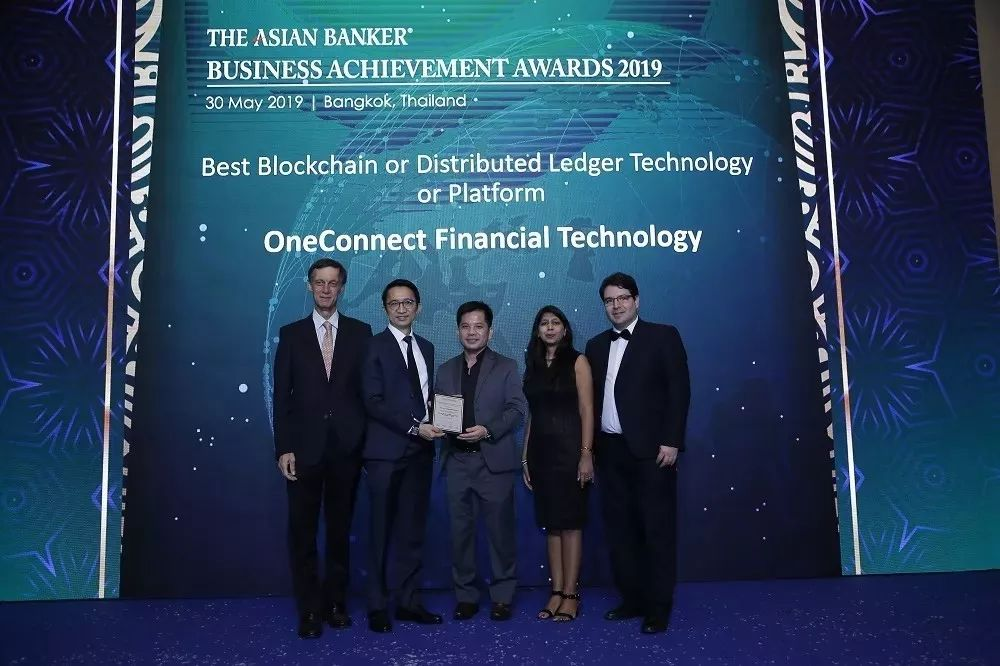 THE ASIAN BANKER®
BUSINESS ACHIEVEMENT AWARDS 2019
30 May 2019 | Bangkok, Thailand
Best Blockchain or Distributed Ledger Technology
or Platform
OneConnect Financial Technology